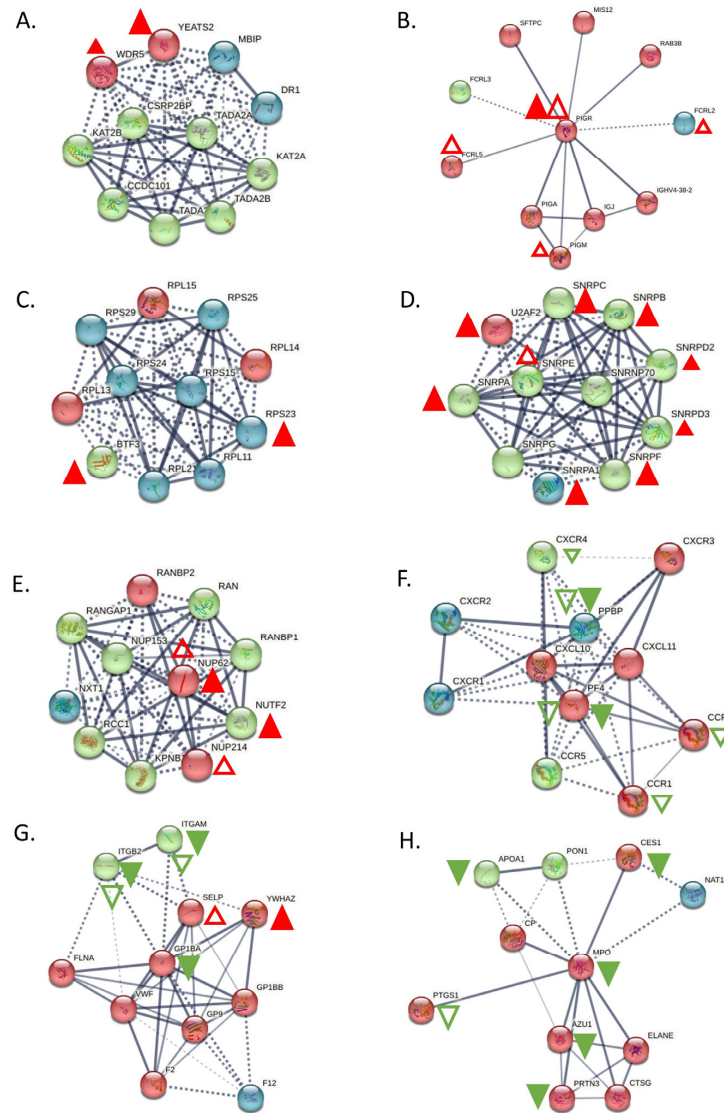 A.
YEATS2
WDR5
MBIP
DR1
CSRP2BP
TADA2A
KAT2B
KAT2A
CCDC101
TADA2B
B.
SFTPC
MIS12
RAB3B
FCRL3
FCRL2
PIGR
FCRL5
IGHV4-38-2
PIGA
IGJ
PIGM
C.
RPL15
RPS25
RPS29
RPL14
RPS24
RPS15
RPL13
RPS23
BTF3
RPL11
D.
SNRPC
SNRPB
U2AF2
SNRPD2
SNRPE
SNRNP70
SNRPA
SNRPD3
SNRPG
SNRPF
SNRPA1
E.
RANBP2
RAN
RANGAP1
NUP153
RANBP1
NUP62
NXT1
NUTF2
RCC1
NUP214
F.
CXCR4
CXCR3
CXCR2
PPBP
CXCL10
CXCL11
CXCR1
PF4
CCR5
CCR1
G.
ITGAM
ITGB2
SELP
YWHAZ
GP1BA
FLNA
GP1BB
VWF
GP9
F2
F12
H.
CES1
PON1
APOA1
NAT1
CP
MPO
PTGS1
AZU1
ELANE
PRTN3
CTSG